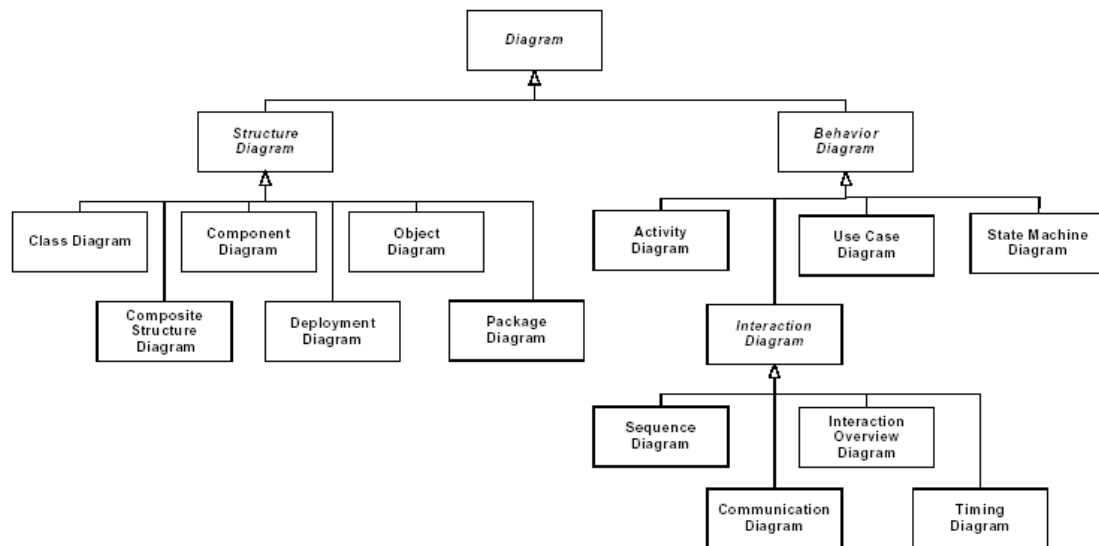 Diagram
Structure
Diagram
Behavior
Diagram
Class Diagram
Component
Diagram
Object
Diagram
Activity
Diagram
Use Case
Diagram
State Machine
Diagram
Composite
Structure
Diagram
Deployment
Diagram
Package
Diagram
Interaction
Diagram
Sequence
Diagram
Interaction
Overview
Diagram
Communication
Diagram
Timing
Diagram